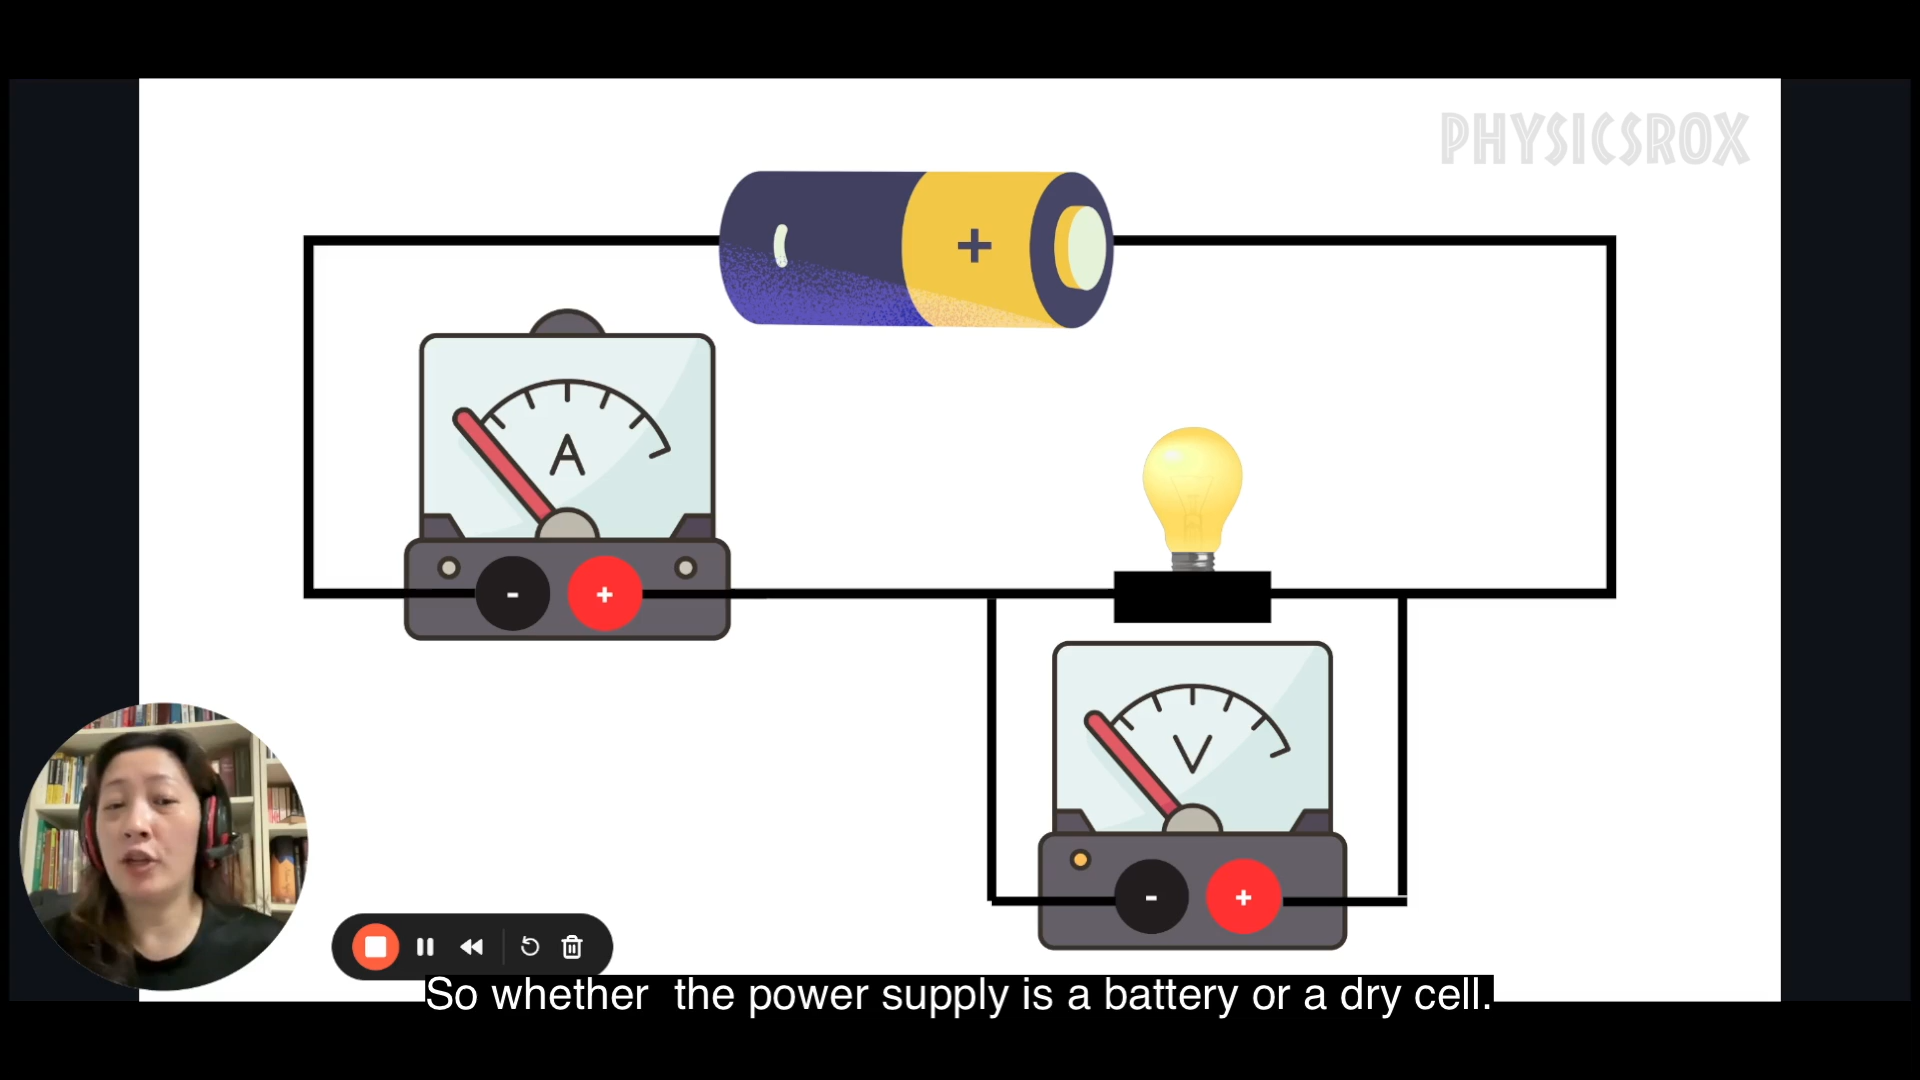 PHYSICSROX
+
A
- +
V
- +
So whether  the power supply is a battery or a dry cell.